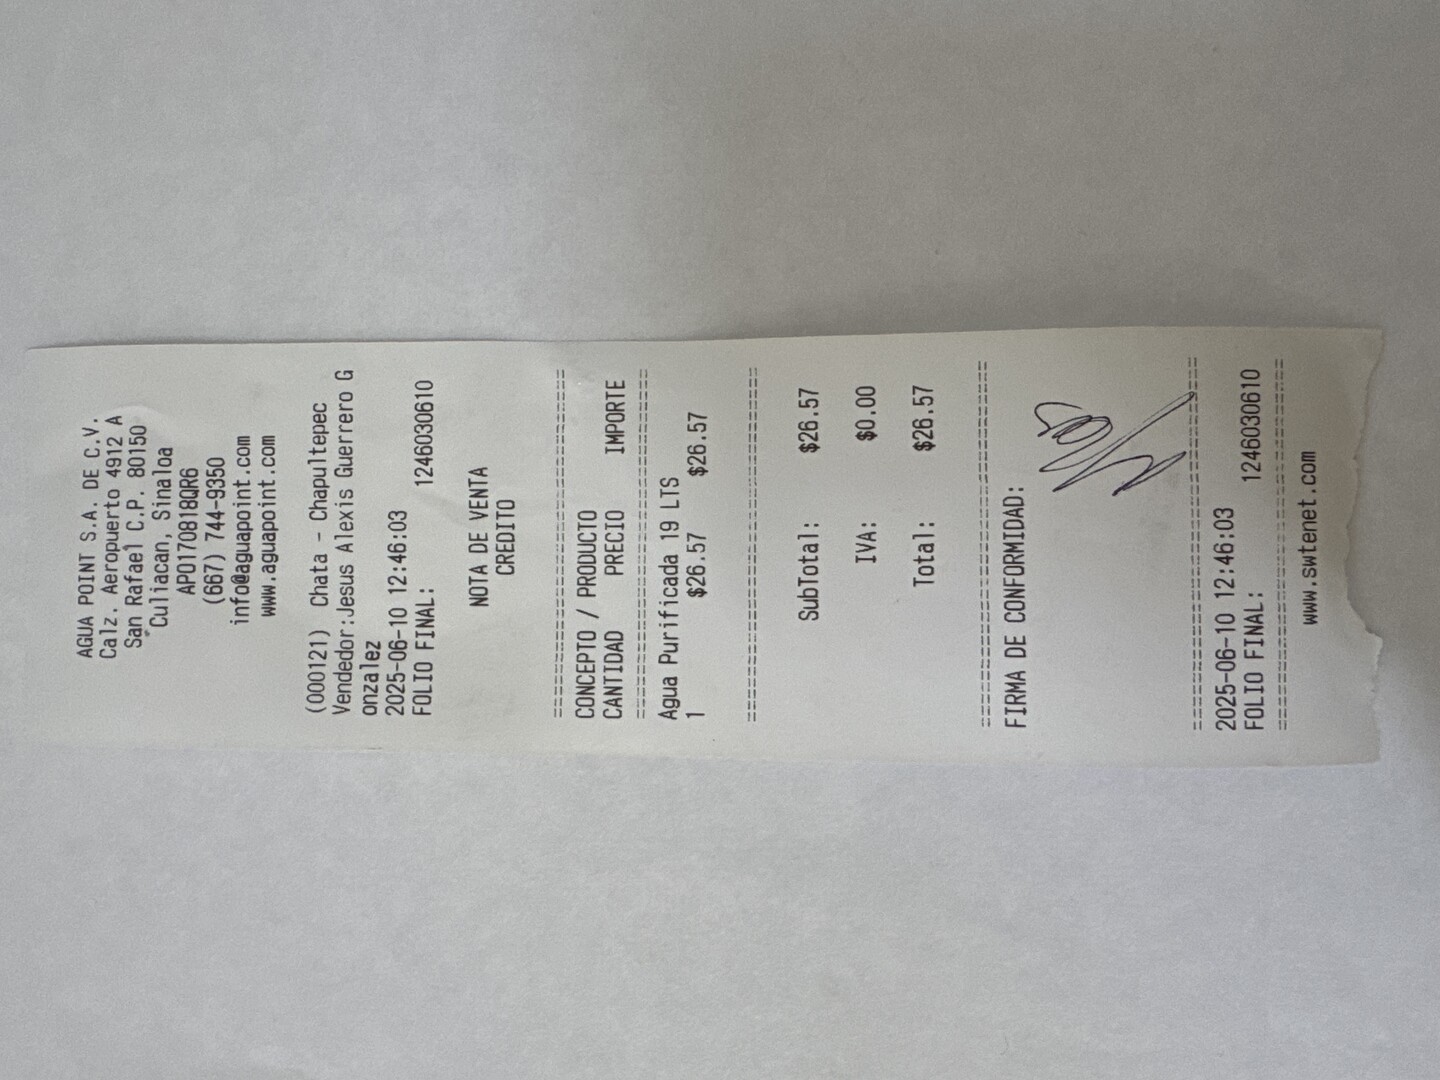 AGUA POINT S.A. DE C.V.
Calz. Aeropuerto 4912 A
San Rafael C.P. 80150
Culiacan, Sinaloa
APO170818QR6
(667) 744-9350
info@aguapoint.com
www.aguapoint.com
(000121) Chata - Chapultepec
Vendedor:Jesus Alexis Guerrero G
onzalez
2025-06-10 12:46:03
FOLIO FINAL: 1246030610
NOTA DE VENTA
CREDITO
================================
CONCEPTO / PRODUCTO
CANTIDAD PRECIO IMPORTE
================================
Agua Purificada 19 LTS
1 $26.57 $26.57
================================
SubTotal: $26.57
IVA: $0.00
Total: $26.57
================================
FIRMA DE CONFORMIDAD:
================================
2025-06-10 12:46:03
FOLIO FINAL: 1246030610
================================
www.swtenet.com